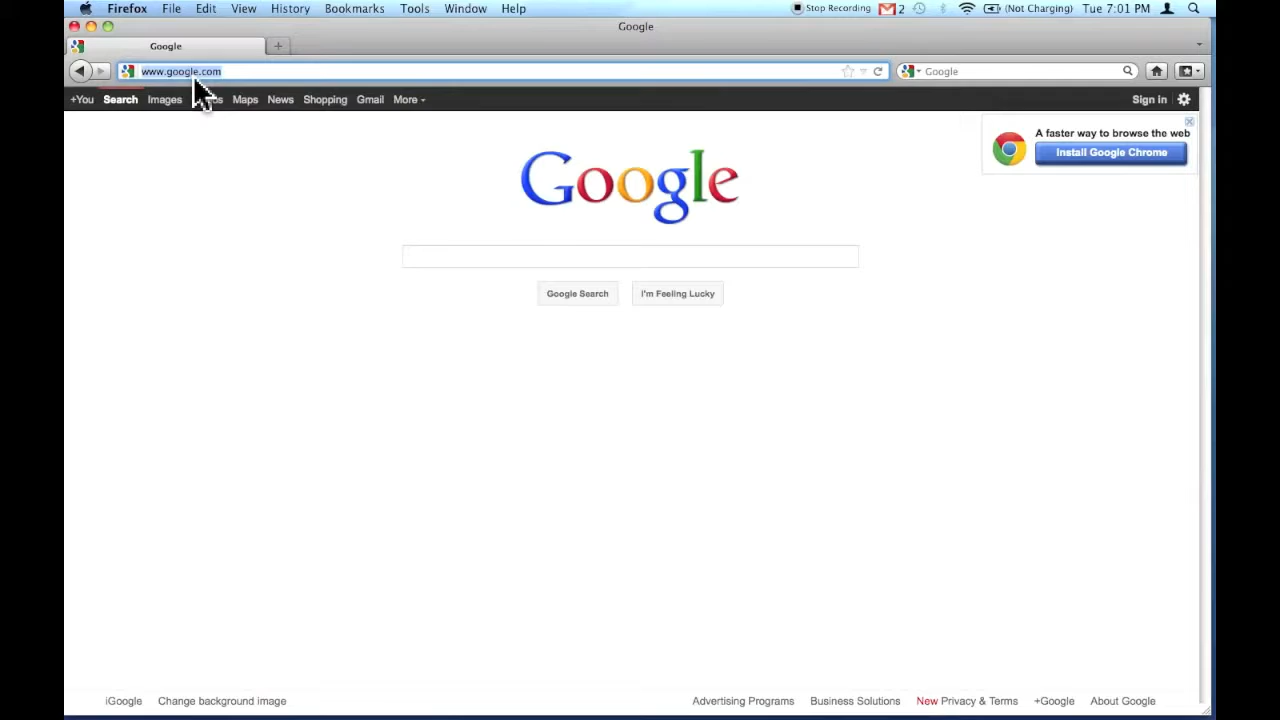 Firefox File Edit View History Bookmarks Tools Window Help Stop Recording 2 (Not Charging) Tue 7:01 PM
Google
Google
www.google.com Google
+You Search Images Maps News Shopping Gmail More Sign in
A faster way to browse the web
Install Google Chrome
Google
Google Search I'm Feeling Lucky
iGoogle Change background image Advertising Programs Business Solutions New Privacy & Terms +Google About Google